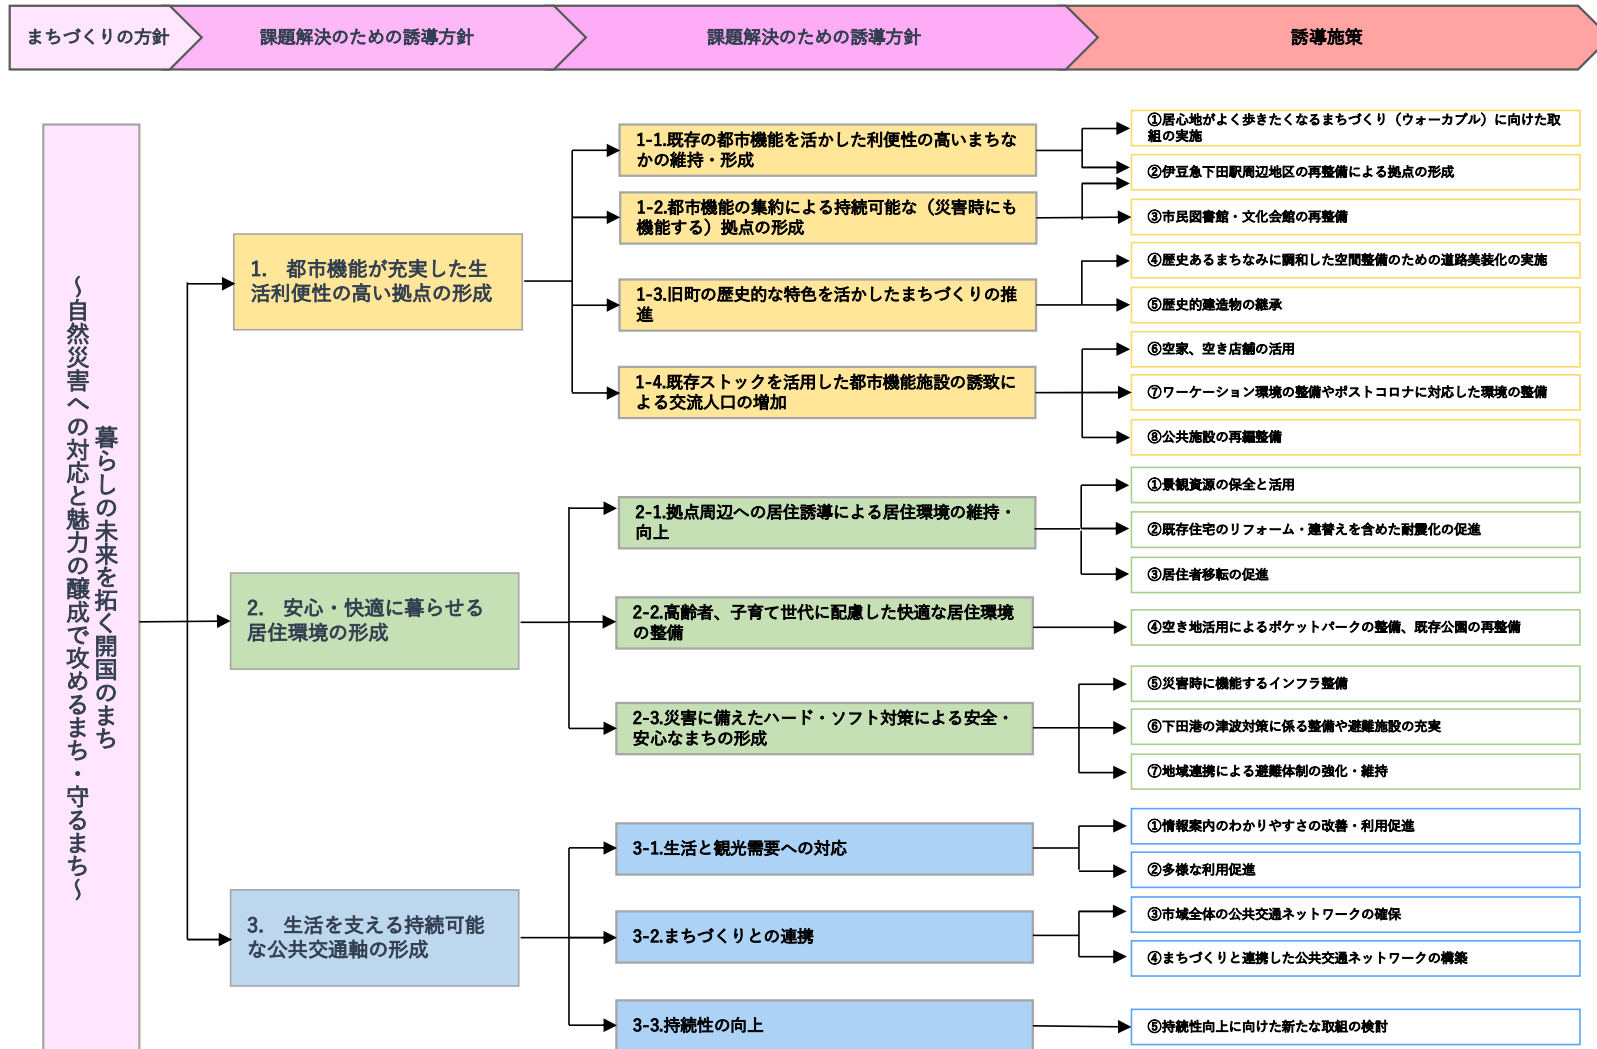 まちづくりの方針
課題解決のための誘導方針
課題解決のための誘導方針
誘導施策
暮らしの未来を拓く開国のまち
～自然災害への対応と魅力の醸成で攻めるまち・守るまち～
1.　都市機能が充実した生
活利便性の高い拠点の形成
1-1.既存の都市機能を活かした利便性の高いまちな
かの維持・形成
1-2.都市機能の集約による持続可能な（災害時にも
機能する）拠点の形成
1-3.旧町の歴史的な特色を活かしたまちづくりの推
進
1-4.既存ストックを活用した都市機能施設の誘致に
よる交流人口の増加
①居心地がよく歩きたくなるまちづくり（ウォーカブル）に向けた取
組の実施
②伊豆急下田駅周辺地区の再整備による拠点の形成
③市民図書館・文化会館の再整備
④歴史あるまちなみに調和した空間整備のための道路美装化の実施
⑤歴史的建造物の継承
⑥空家、空き店舗の活用
⑦ワーケーション環境の整備やポストコロナに対応した環境の整備
⑧公共施設の再編整備
2.　安心・快適に暮らせる
居住環境の形成
2-1.拠点周辺への居住誘導による居住環境の維持・
向上
2-2.高齢者、子育て世代に配慮した快適な居住環境
の整備
2-3.災害に備えたハード・ソフト対策による安全・
安心なまちの形成
①景観資源の保全と活用
②既存住宅のリフォーム・建替えを含めた耐震化の促進
③居住者移転の促進
④空き地活用によるポケットパークの整備、既存公園の再整備
⑤災害時に機能するインフラ整備
⑥下田港の津波対策に係る整備や避難施設の充実
⑦地域連携による避難体制の強化・維持
3.　生活を支える持続可能
な公共交通軸の形成
3-1.生活と観光需要への対応
3-2.まちづくりとの連携
3-3.持続性の向上
①情報案内のわかりやすさの改善・利用促進
②多様な利用促進
③市域全体の公共交通ネットワークの確保
④まちづくりと連携した公共交通ネットワークの構築
⑤持続性向上に向けた新たな取組の検討